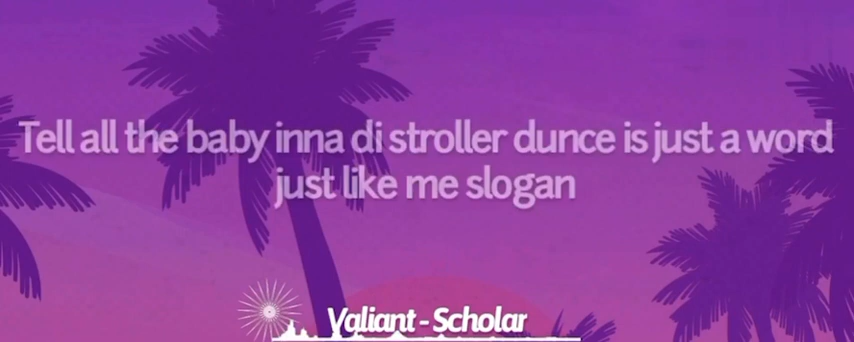 Tell all the baby inna di stroller dunce is just a word
just like me slogan
Valiant - Scholar